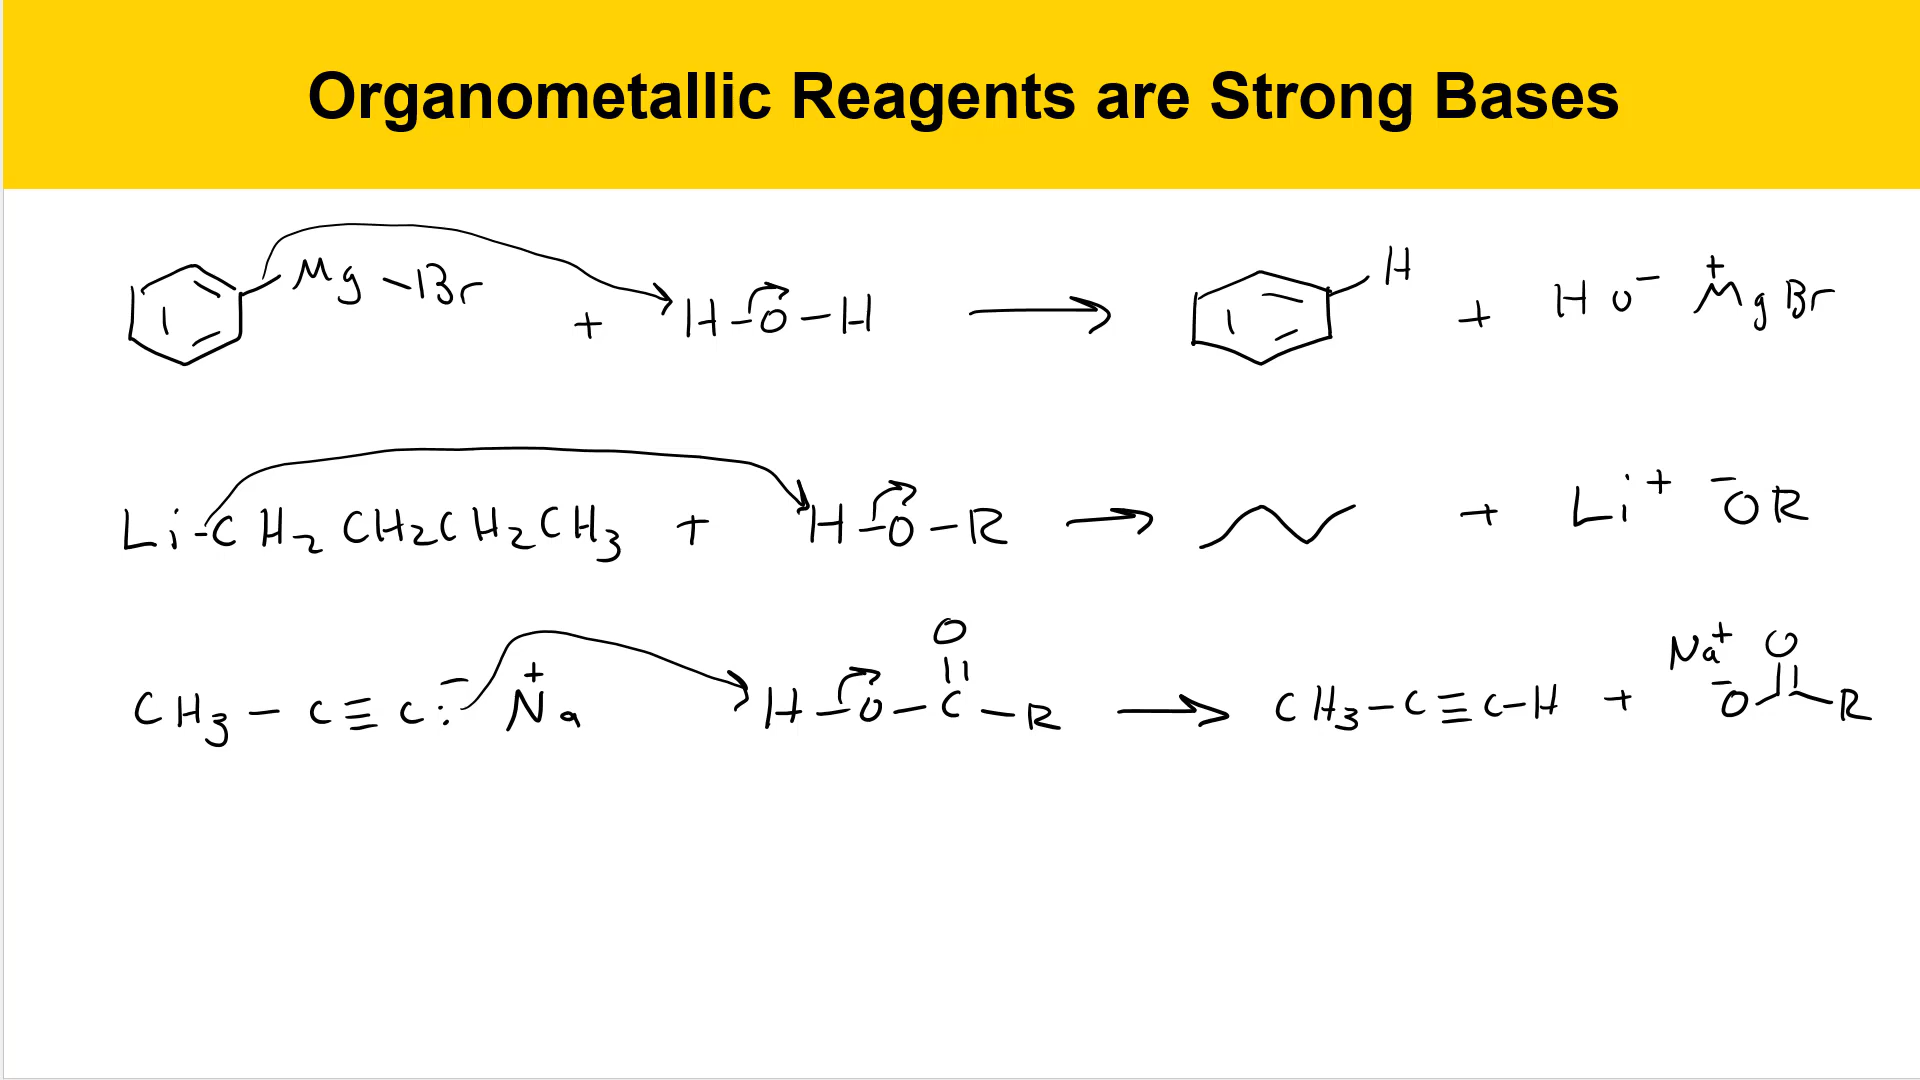 Organometallic Reagents are Strong Bases
Mg-Br + H-O-H → H + HO⁻ ⁺MgBr
Li-CH₂CH₂CH₂CH₃ + H-O-R → + Li⁺ ⁻OR
CH₃-C≡C:⁻ Na⁺ H-O-C(=O)-R → CH₃-C≡C-H + Na⁺ ⁻O-C(=O)-R